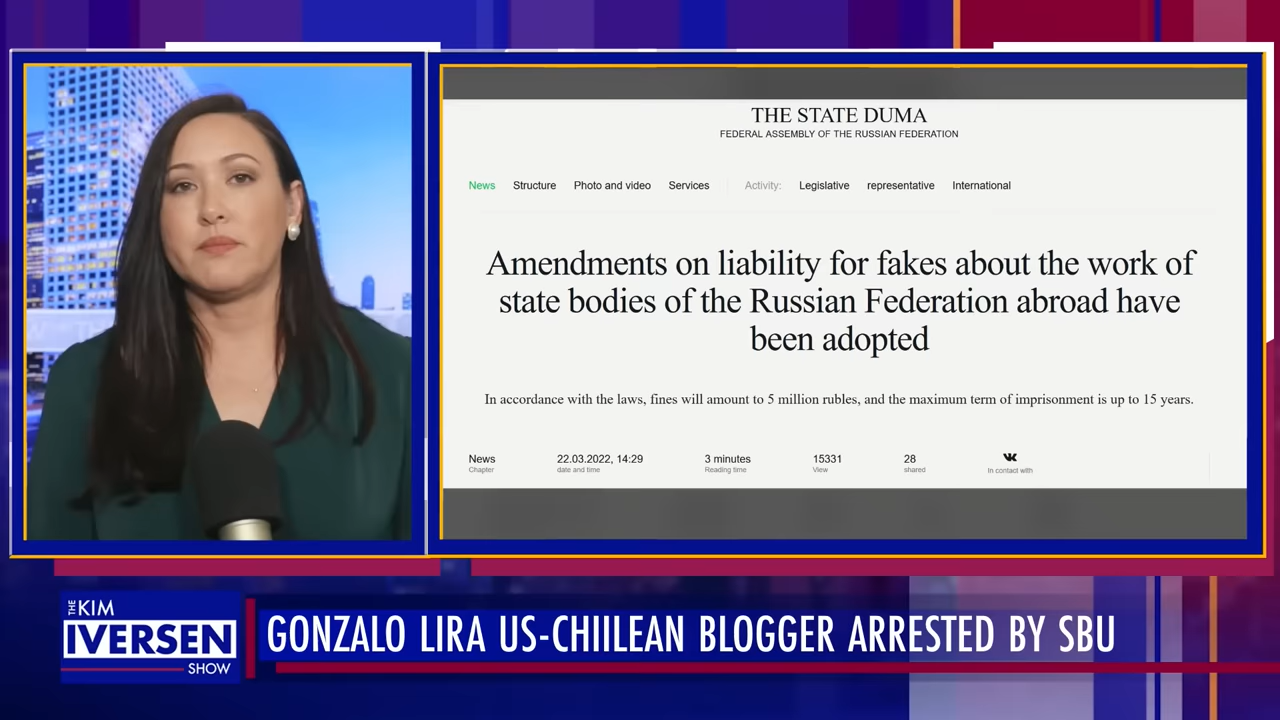 THE STATE DUMA
FEDERAL ASSEMBLY OF THE RUSSIAN FEDERATION
News Structure Photo and video Services Activity: Legislative representative International
Amendments on liability for fakes about the work of
state bodies of the Russian Federation abroad have
been adopted
In accordance with the laws, fines will amount to 5 million rubles, and the maximum term of imprisonment is up to 15 years.
News 22.03.2022, 14:29 3 minutes 15331 28
Chapter date and time Reading time View shared In contact with
THE KIM
IVERSEN
SHOW
GONZALO LIRA US-CHIILEAN BLOGGER ARRESTED BY SBU